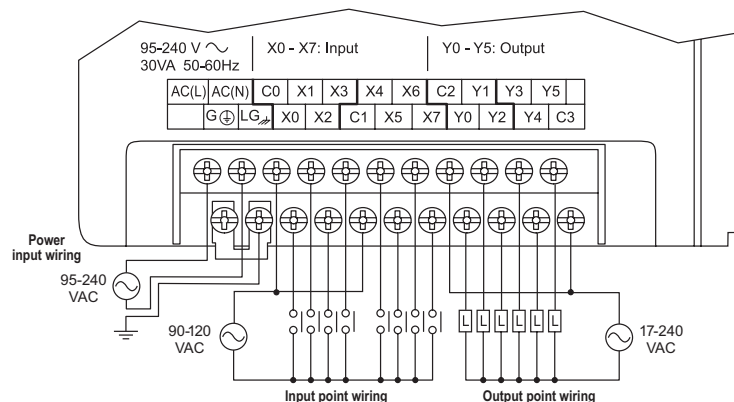 95-240 V
30VA 50-60Hz
X0 - X7: Input
Y0 - Y5: Output
AC(L) AC(N) C0 X1 X3 X4 X6 C2 Y1 Y3 Y5
G LG X0 X2 C1 X5 X7 Y0 Y2 Y4 C3
Power
input wiring
95-240
VAC
90-120
VAC
L L L L L L
17-240
VAC
Input point wiring
Output point wiring